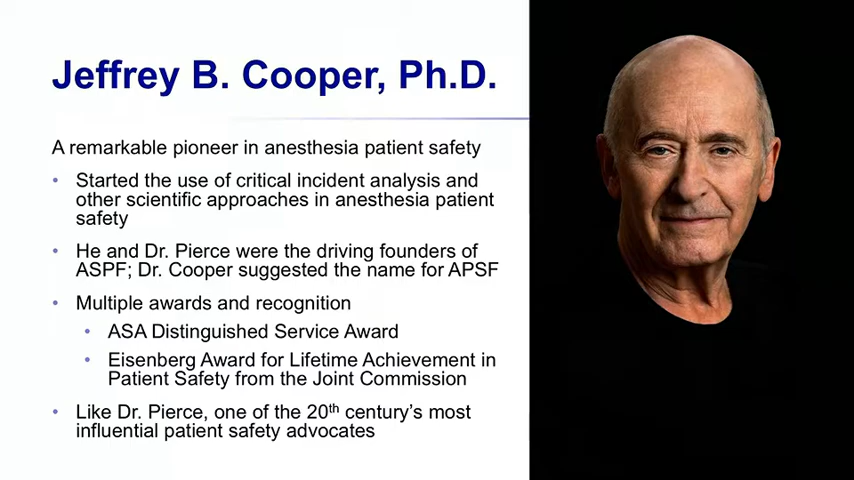 Jeffrey B. Cooper, Ph.D.
A remarkable pioneer in anesthesia patient safety
• Started the use of critical incident analysis and
other scientific approaches in anesthesia patient
safety
• He and Dr. Pierce were the driving founders of
ASPF; Dr. Cooper suggested the name for APSF
• Multiple awards and recognition
• ASA Distinguished Service Award
• Eisenberg Award for Lifetime Achievement in
Patient Safety from the Joint Commission
• Like Dr. Pierce, one of the 20th century’s most
influential patient safety advocates